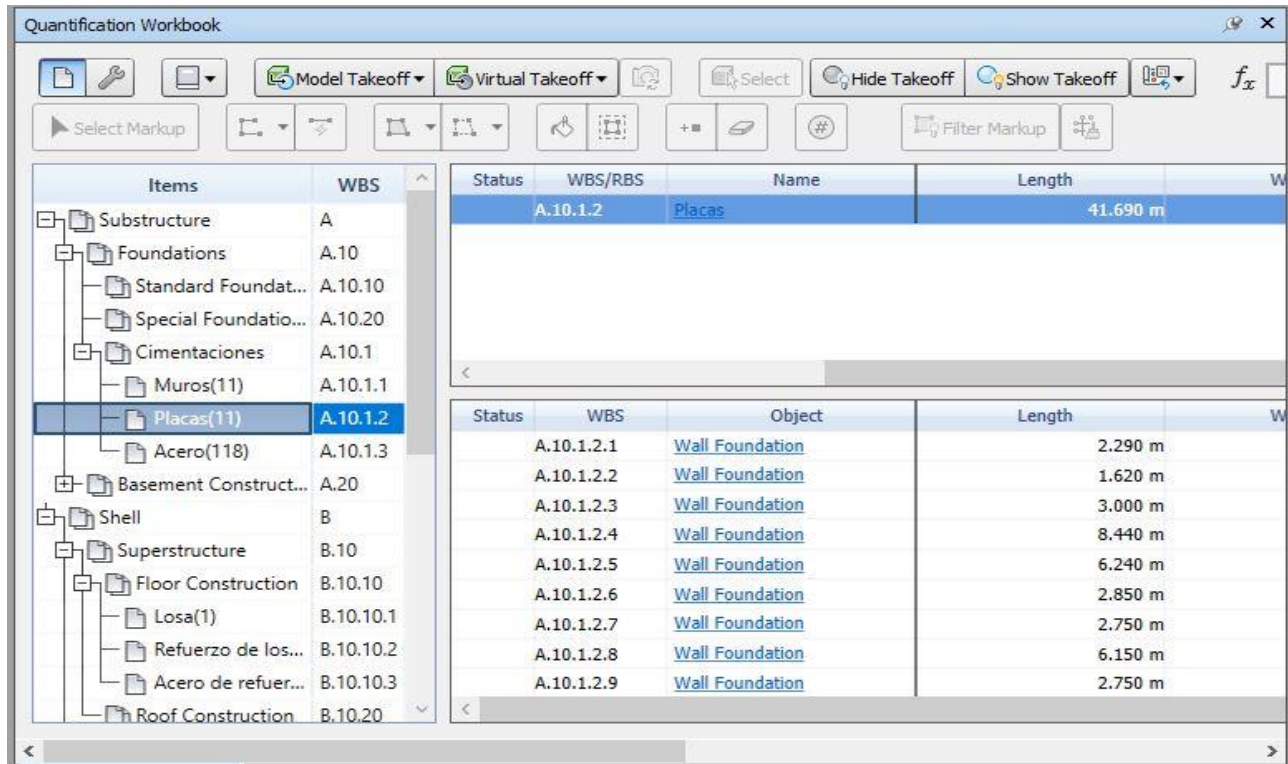 Quantification Workbook
Model Takeoff Virtual Takeoff Select Hide Takeoff Show Takeoff fx
Select Markup # Filter Markup
Items WBS
Substructure A
Foundations A.10
Standard Foundat... A.10.10
Special Foundatio... A.10.20
Cimentaciones A.10.1
Muros(11) A.10.1.1
Placas(11) A.10.1.2
Acero(118) A.10.1.3
Basement Construct... A.20
Shell B
Superstructure B.10
Floor Construction B.10.10
Losa(1) B.10.10.1
Refuerzo de los... B.10.10.2
Acero de refuer... B.10.10.3
Roof Construction B.10.20
Status WBS/RBS Name Length W
A.10.1.2 Placas 41.690 m
Status WBS Object Length W
A.10.1.2.1 Wall Foundation 2.290 m
A.10.1.2.2 Wall Foundation 1.620 m
A.10.1.2.3 Wall Foundation 3.000 m
A.10.1.2.4 Wall Foundation 8.440 m
A.10.1.2.5 Wall Foundation 6.240 m
A.10.1.2.6 Wall Foundation 2.850 m
A.10.1.2.7 Wall Foundation 2.750 m
A.10.1.2.8 Wall Foundation 6.150 m
A.10.1.2.9 Wall Foundation 2.750 m